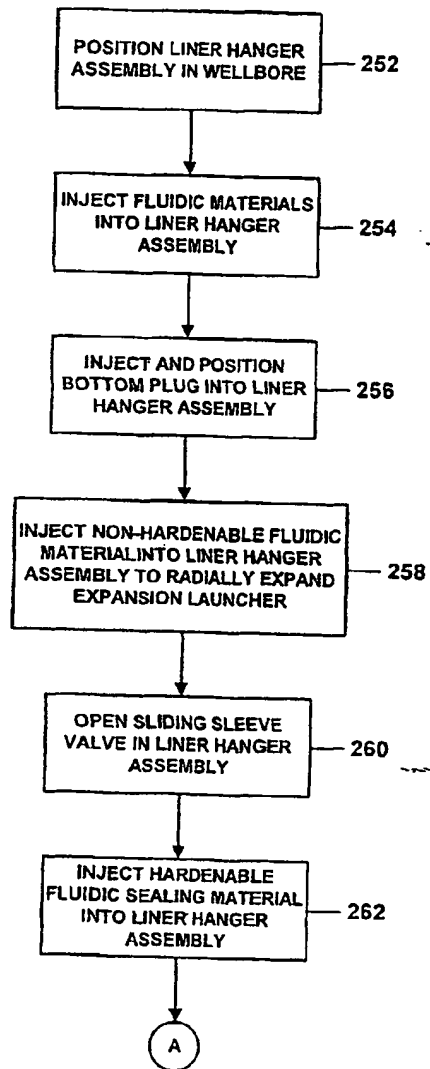 POSITION LINER HANGER
ASSEMBLY IN WELLBORE
252
INJECT FLUIDIC MATERIALS
INTO LINER HANGER
ASSEMBLY
254
INJECT AND POSITION
BOTTOM PLUG INTO LINER
HANGER ASSEMBLY
256
INJECT NON-HARDENABLE FLUIDIC
MATERIALINTO LINER HANGER
ASSEMBLY TO RADIALLY EXPAND
EXPANSION LAUNCHER
258
OPEN SLIDING SLEEVE
VALVE IN LINER HANGER
ASSEMBLY
260
INJECT HARDENABLE
FLUIDIC SEALING MATERIAL
INTO LINER HANGER
ASSEMBLY
262
A